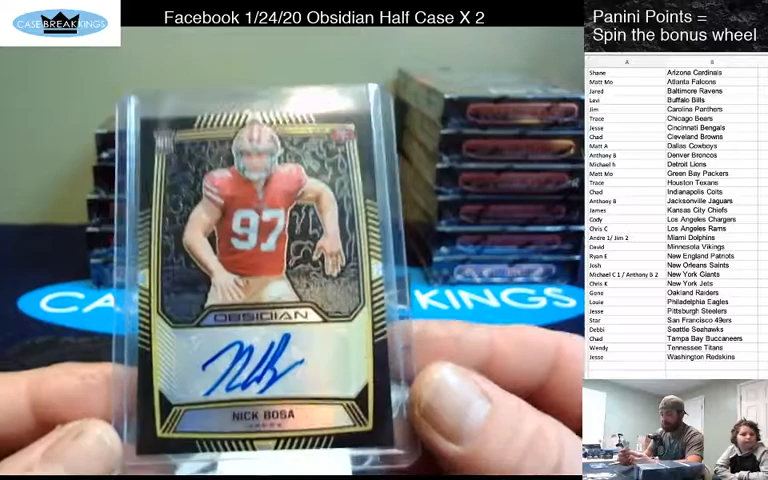 Facebook 1/24/20 Obsidian Half Case X 2
CASE BREAK KINGS
Panini Points =
Spin the bonus wheel
A B
Shane Arizona Cardinals
Matt Mo Atlanta Falcons
Jared Baltimore Ravens
Levi Buffalo Bills
Jim Carolina Panthers
Trace Chicago Bears
Jesse Cincinnati Bengals
Chad Cleveland Browns
Matt A Dallas Cowboys
Anthony B Denver Broncos
Michael h Detroit Lions
Matt Mo Green Bay Packers
Trace Houston Texans
Chad Indianapolis Colts
Anthony B Jacksonville Jaguars
James Kansas City Chiefs
Cody Los Angeles Chargers
Chris C Los Angeles Rams
Andre 1/ Jim 2 Miami Dolphins
David Minnesota Vikings
Ryan E New England Patriots
Josh New Orleans Saints
Michael C 1 / Anthony B 2 New York Giants
Chris K New York Jets
Gene Oakland Raiders
Louie Philadelphia Eagles
Jesse Pittsburgh Steelers
Star San Francisco 49ers
Debbi Seattle Seahawks
Chad Tampa Bay Buccaneers
Wendy Tennessee Titans
Jesse Washington Redskins
97
OBSIDIAN
NICK BOSA
CA
KINGS